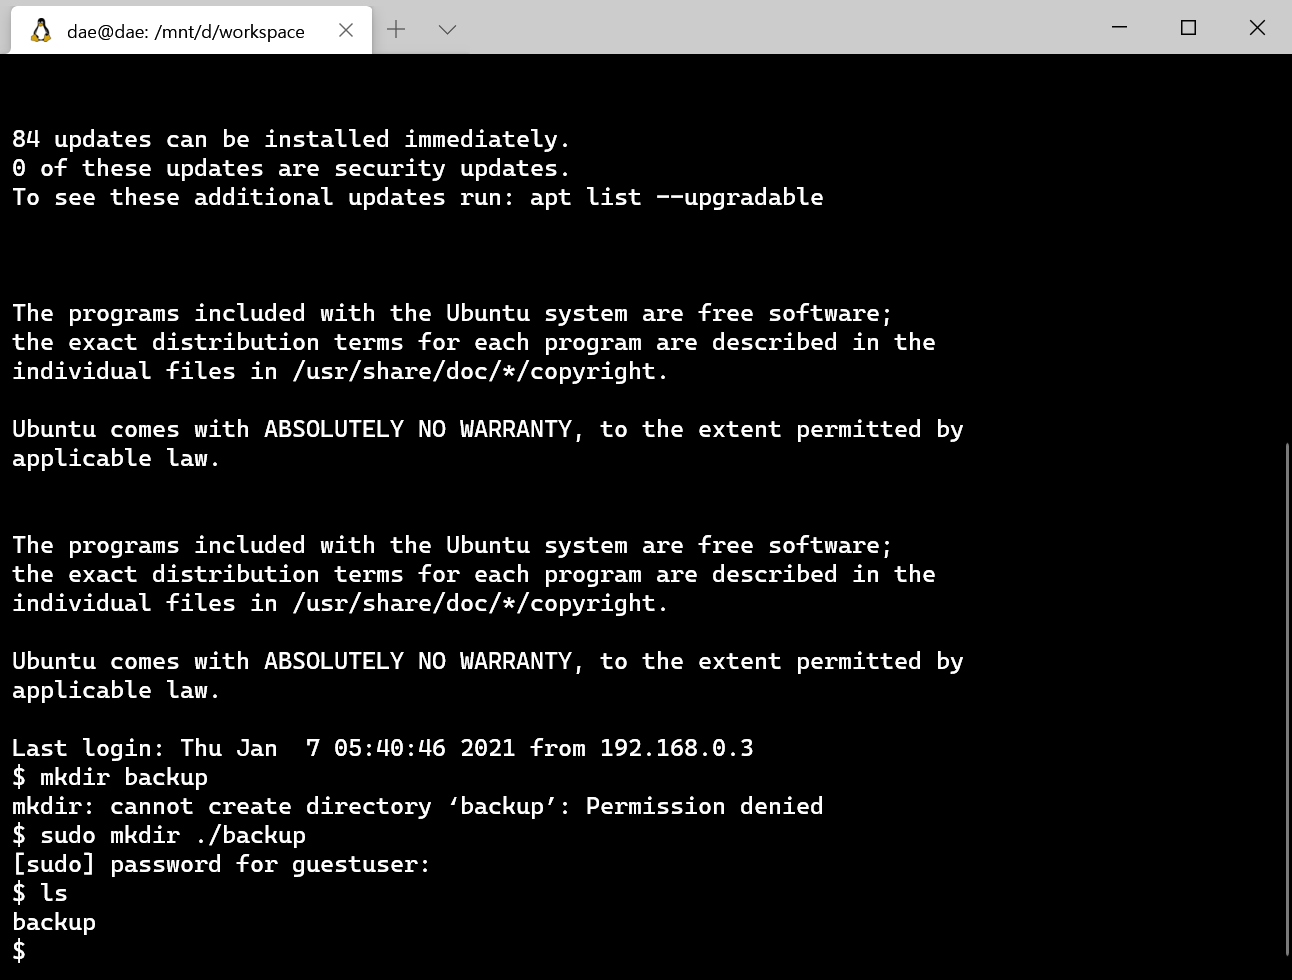 dae@dae: /mnt/d/workspace
84 updates can be installed immediately.
0 of these updates are security updates.
To see these additional updates run: apt list --upgradable
The programs included with the Ubuntu system are free software;
the exact distribution terms for each program are described in the
individual files in /usr/share/doc/*/copyright.
Ubuntu comes with ABSOLUTELY NO WARRANTY, to the extent permitted by
applicable law.
The programs included with the Ubuntu system are free software;
the exact distribution terms for each program are described in the
individual files in /usr/share/doc/*/copyright.
Ubuntu comes with ABSOLUTELY NO WARRANTY, to the extent permitted by
applicable law.
Last login: Thu Jan  7 05:40:46 2021 from 192.168.0.3
$ mkdir backup
mkdir: cannot create directory ‘backup’: Permission denied
$ sudo mkdir ./backup
[sudo] password for guestuser:
$ ls
backup
$